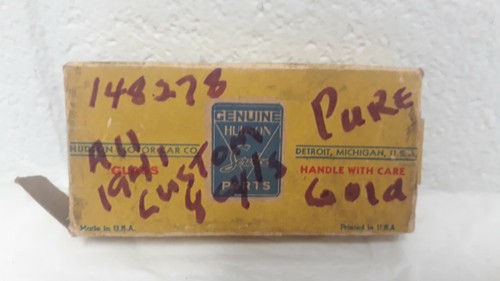 148278
PURE
GENUINE
HUDSON
PARTS
HUDSON MOTOR CAR CO
DETROIT, MICHIGAN, U.S.A.
GLASS
HANDLE WITH CARE
All
1941
CUSTOM
Gold
Made in U.S.A.
Printed in U.S.A.